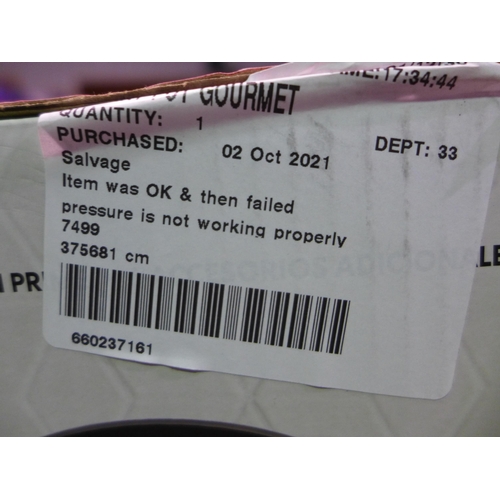 GOURMET
17:34:44
QUANTITY: 1
PURCHASED: 02 Oct 2021 DEPT: 33
Salvage
Item was OK & then failed
pressure is not working properly
7499
375681 cm
660237161